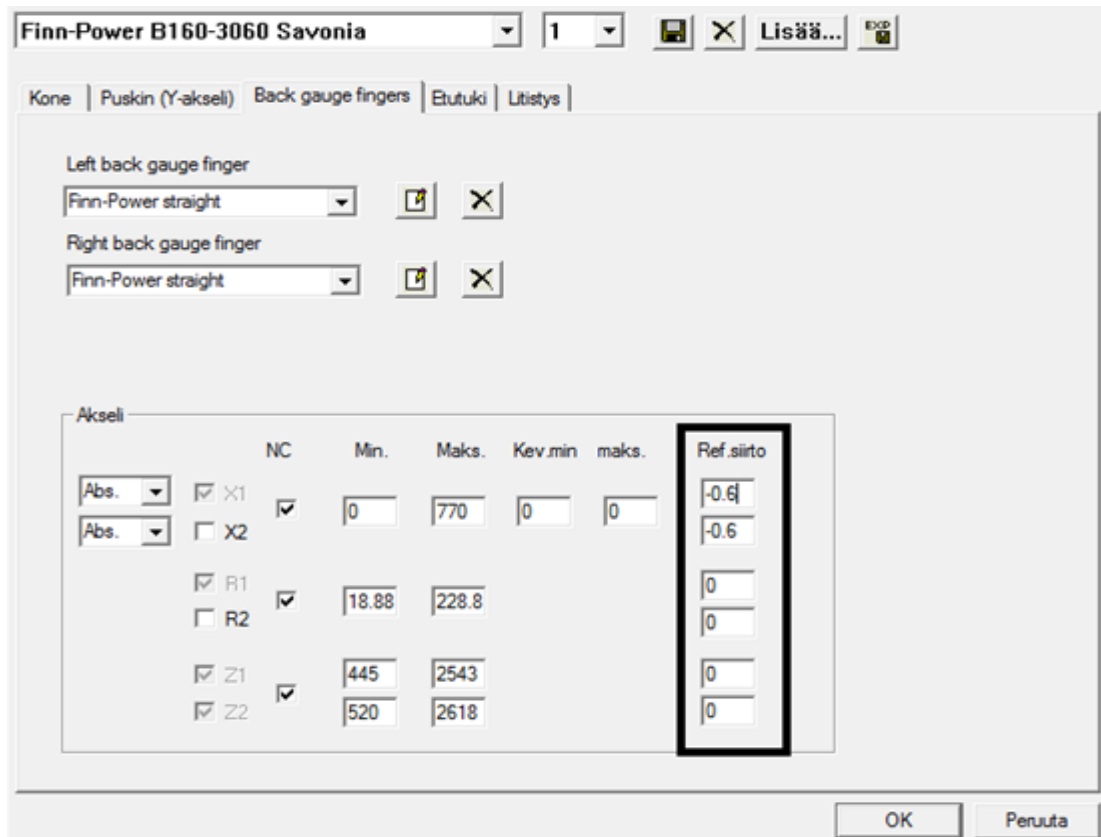 Finn-Power B160-3060 Savonia 1 Lisää... EXP
Kone Puskin (Y-akseli) Back gauge fingers Etutuki Litistys
Left back gauge finger
Finn-Power straight
Right back gauge finger
Finn-Power straight
Akseli
NC Min. Maks. Kev.min maks. Ref.siirto
Abs. X1 0 770 0 0 -0.6
Abs. X2 -0.6
R1 18.88 228.8 0
R2 0
Z1 445 2543 0
Z2 520 2618 0
OK Peruuta